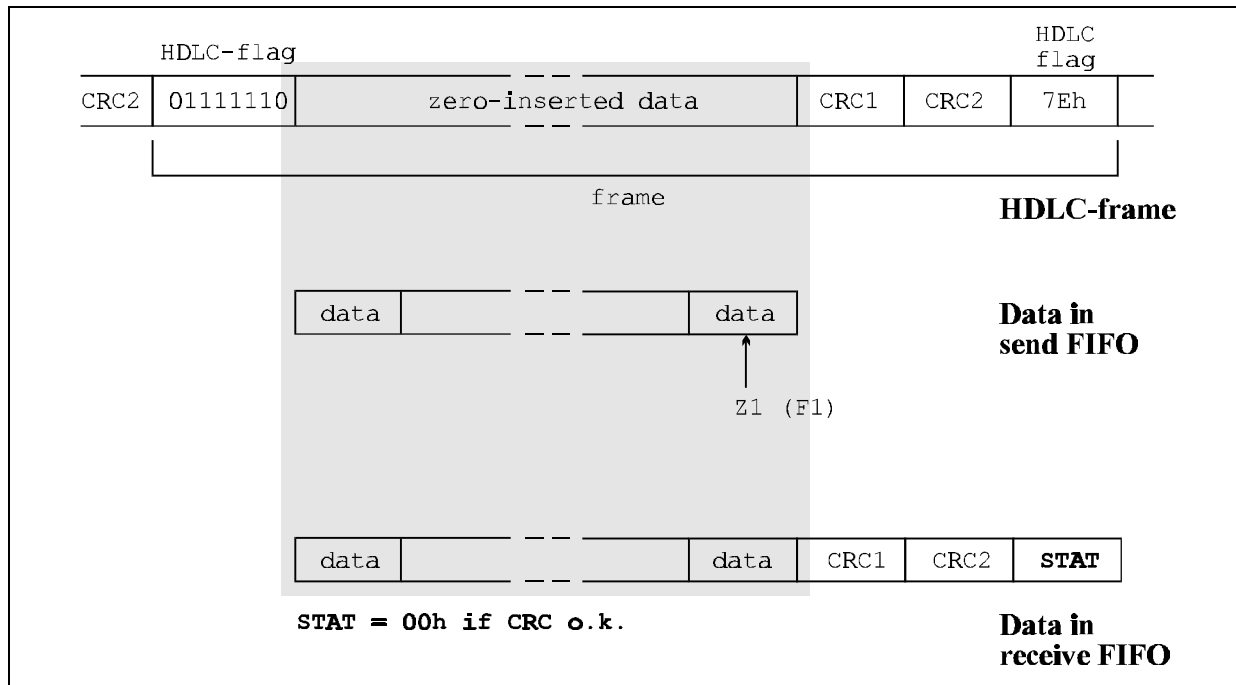 HDLC-flag
HDLC
flag
CRC2 01111110 zero-inserted data CRC1 CRC2 7Eh
frame
HDLC-frame
data data
Data in
send FIFO
Z1 (F1)
data data CRC1 CRC2 STAT
STAT = 00h if CRC o.k.
Data in
receive FIFO